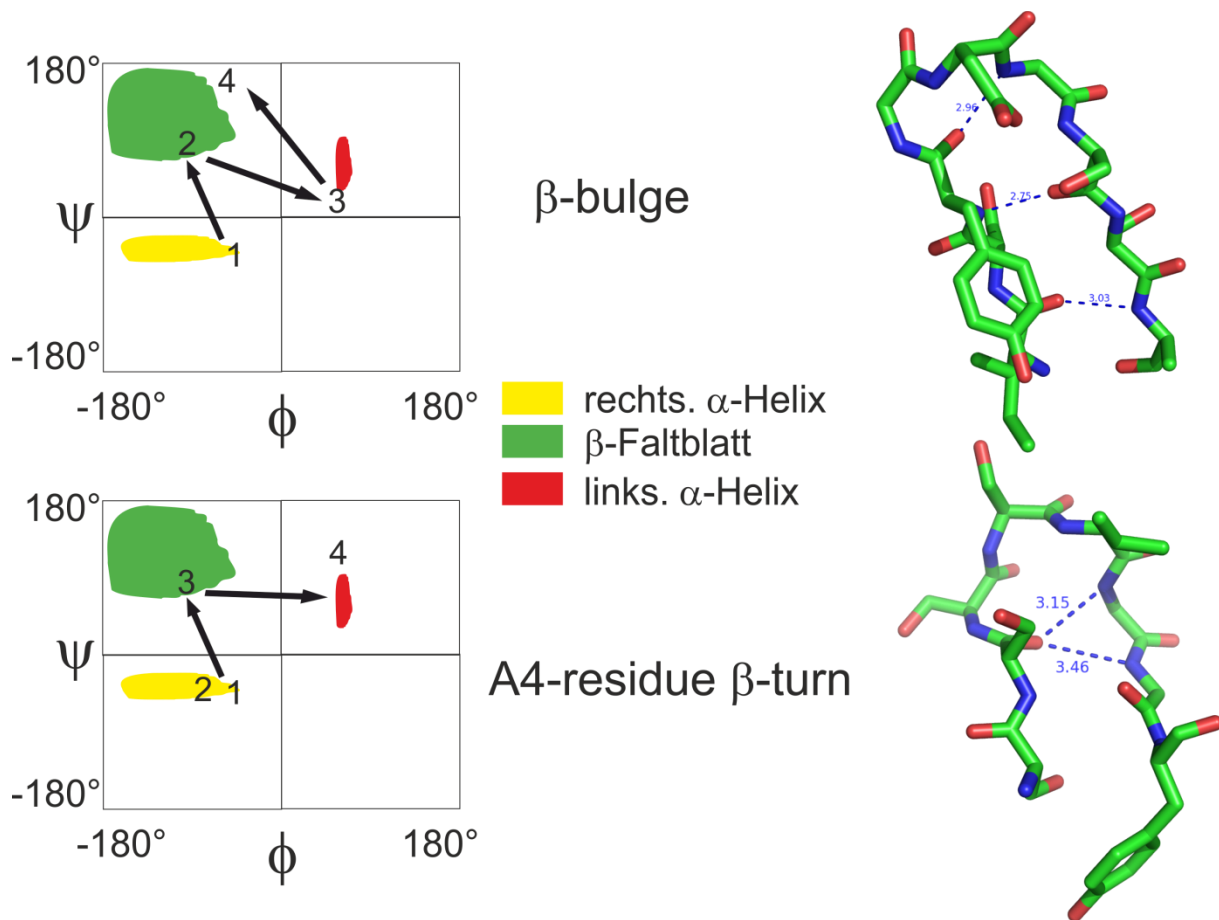 180°
4
2
3
ψ
1
-180°
-180°
ϕ
180°
β-bulge
2.96
2.75
3.03
rechts. α-Helix
β-Faltblatt
links. α-Helix
180°
4
3
ψ
2 1
-180°
-180°
ϕ
180°
A4-residue β-turn
3.15
3.46